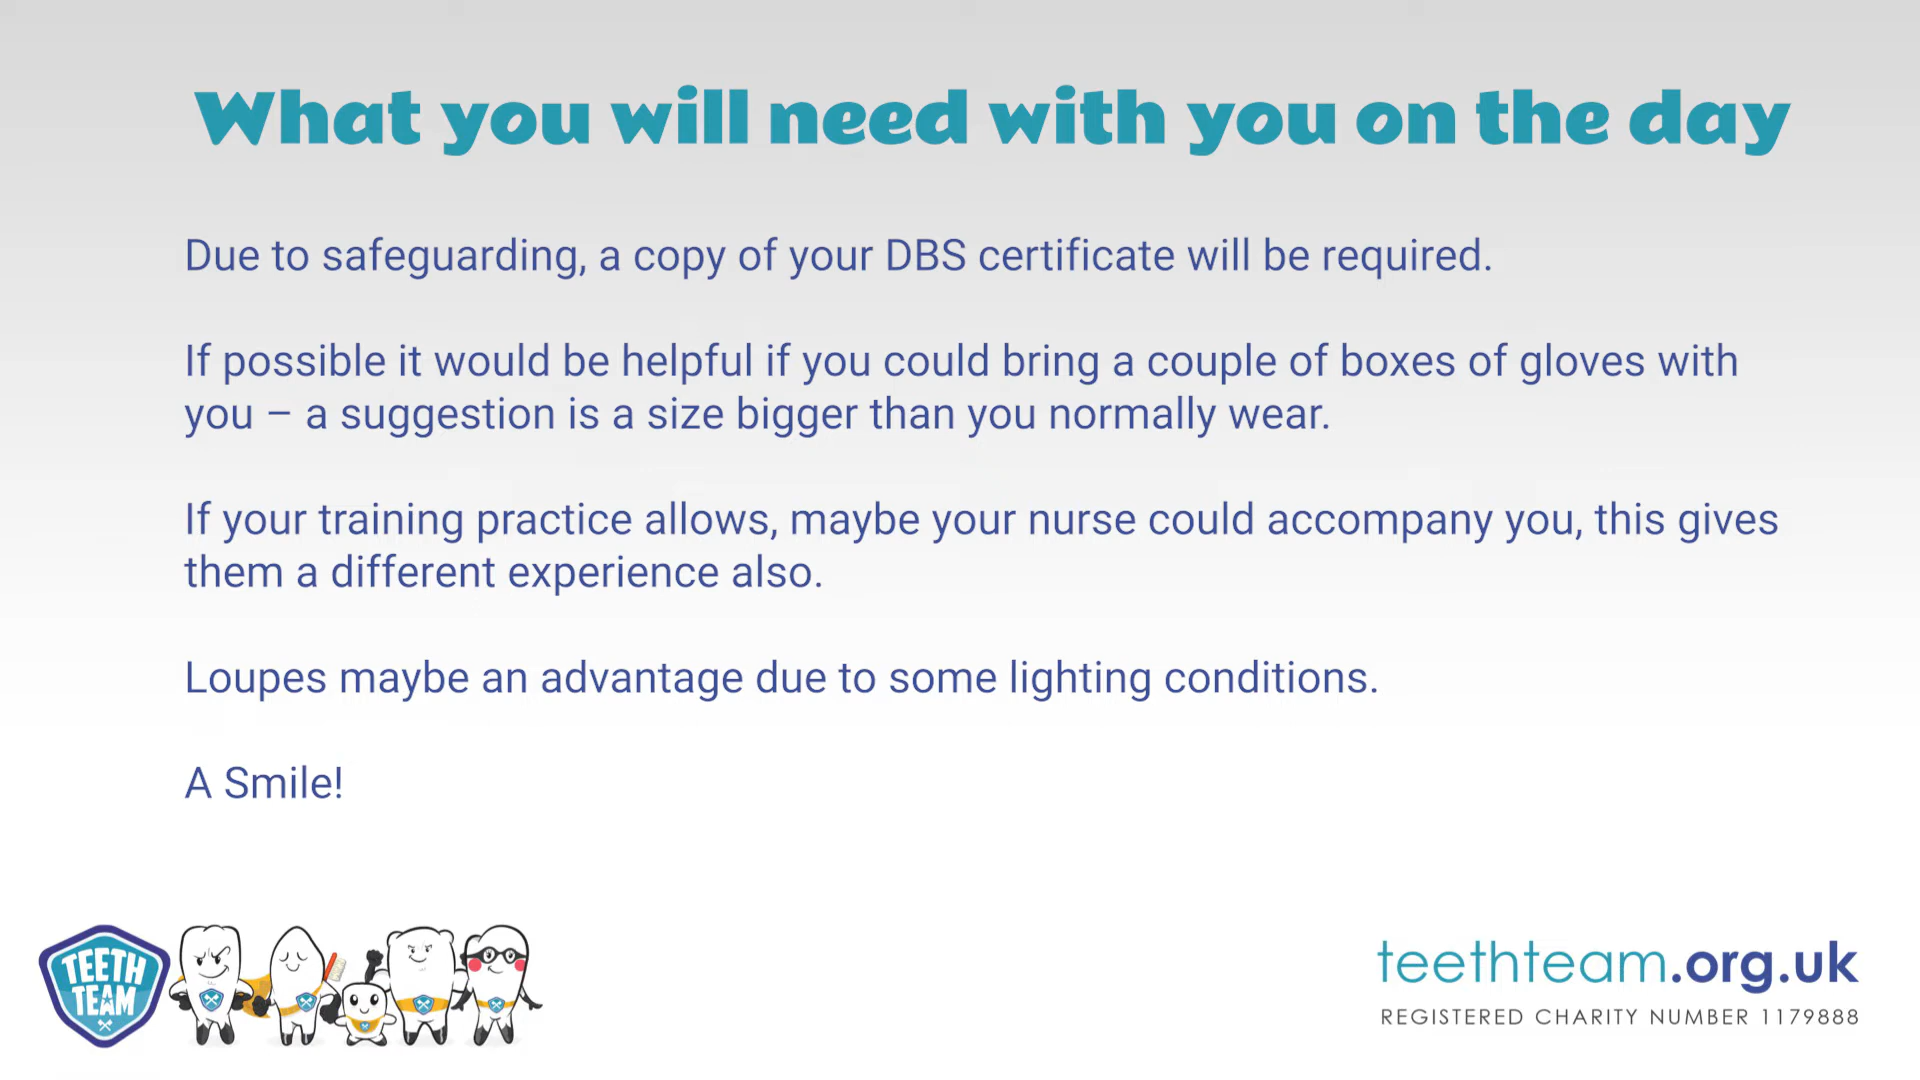 What you will need with you on the day
Due to safeguarding, a copy of your DBS certificate will be required.
If possible it would be helpful if you could bring a couple of boxes of gloves with
you – a suggestion is a size bigger than you normally wear.
If your training practice allows, maybe your nurse could accompany you, this gives
them a different experience also.
Loupes maybe an advantage due to some lighting conditions.
A Smile!
TEETH
TEAM
teethteam.org.uk
REGISTERED CHARITY NUMBER 1179888